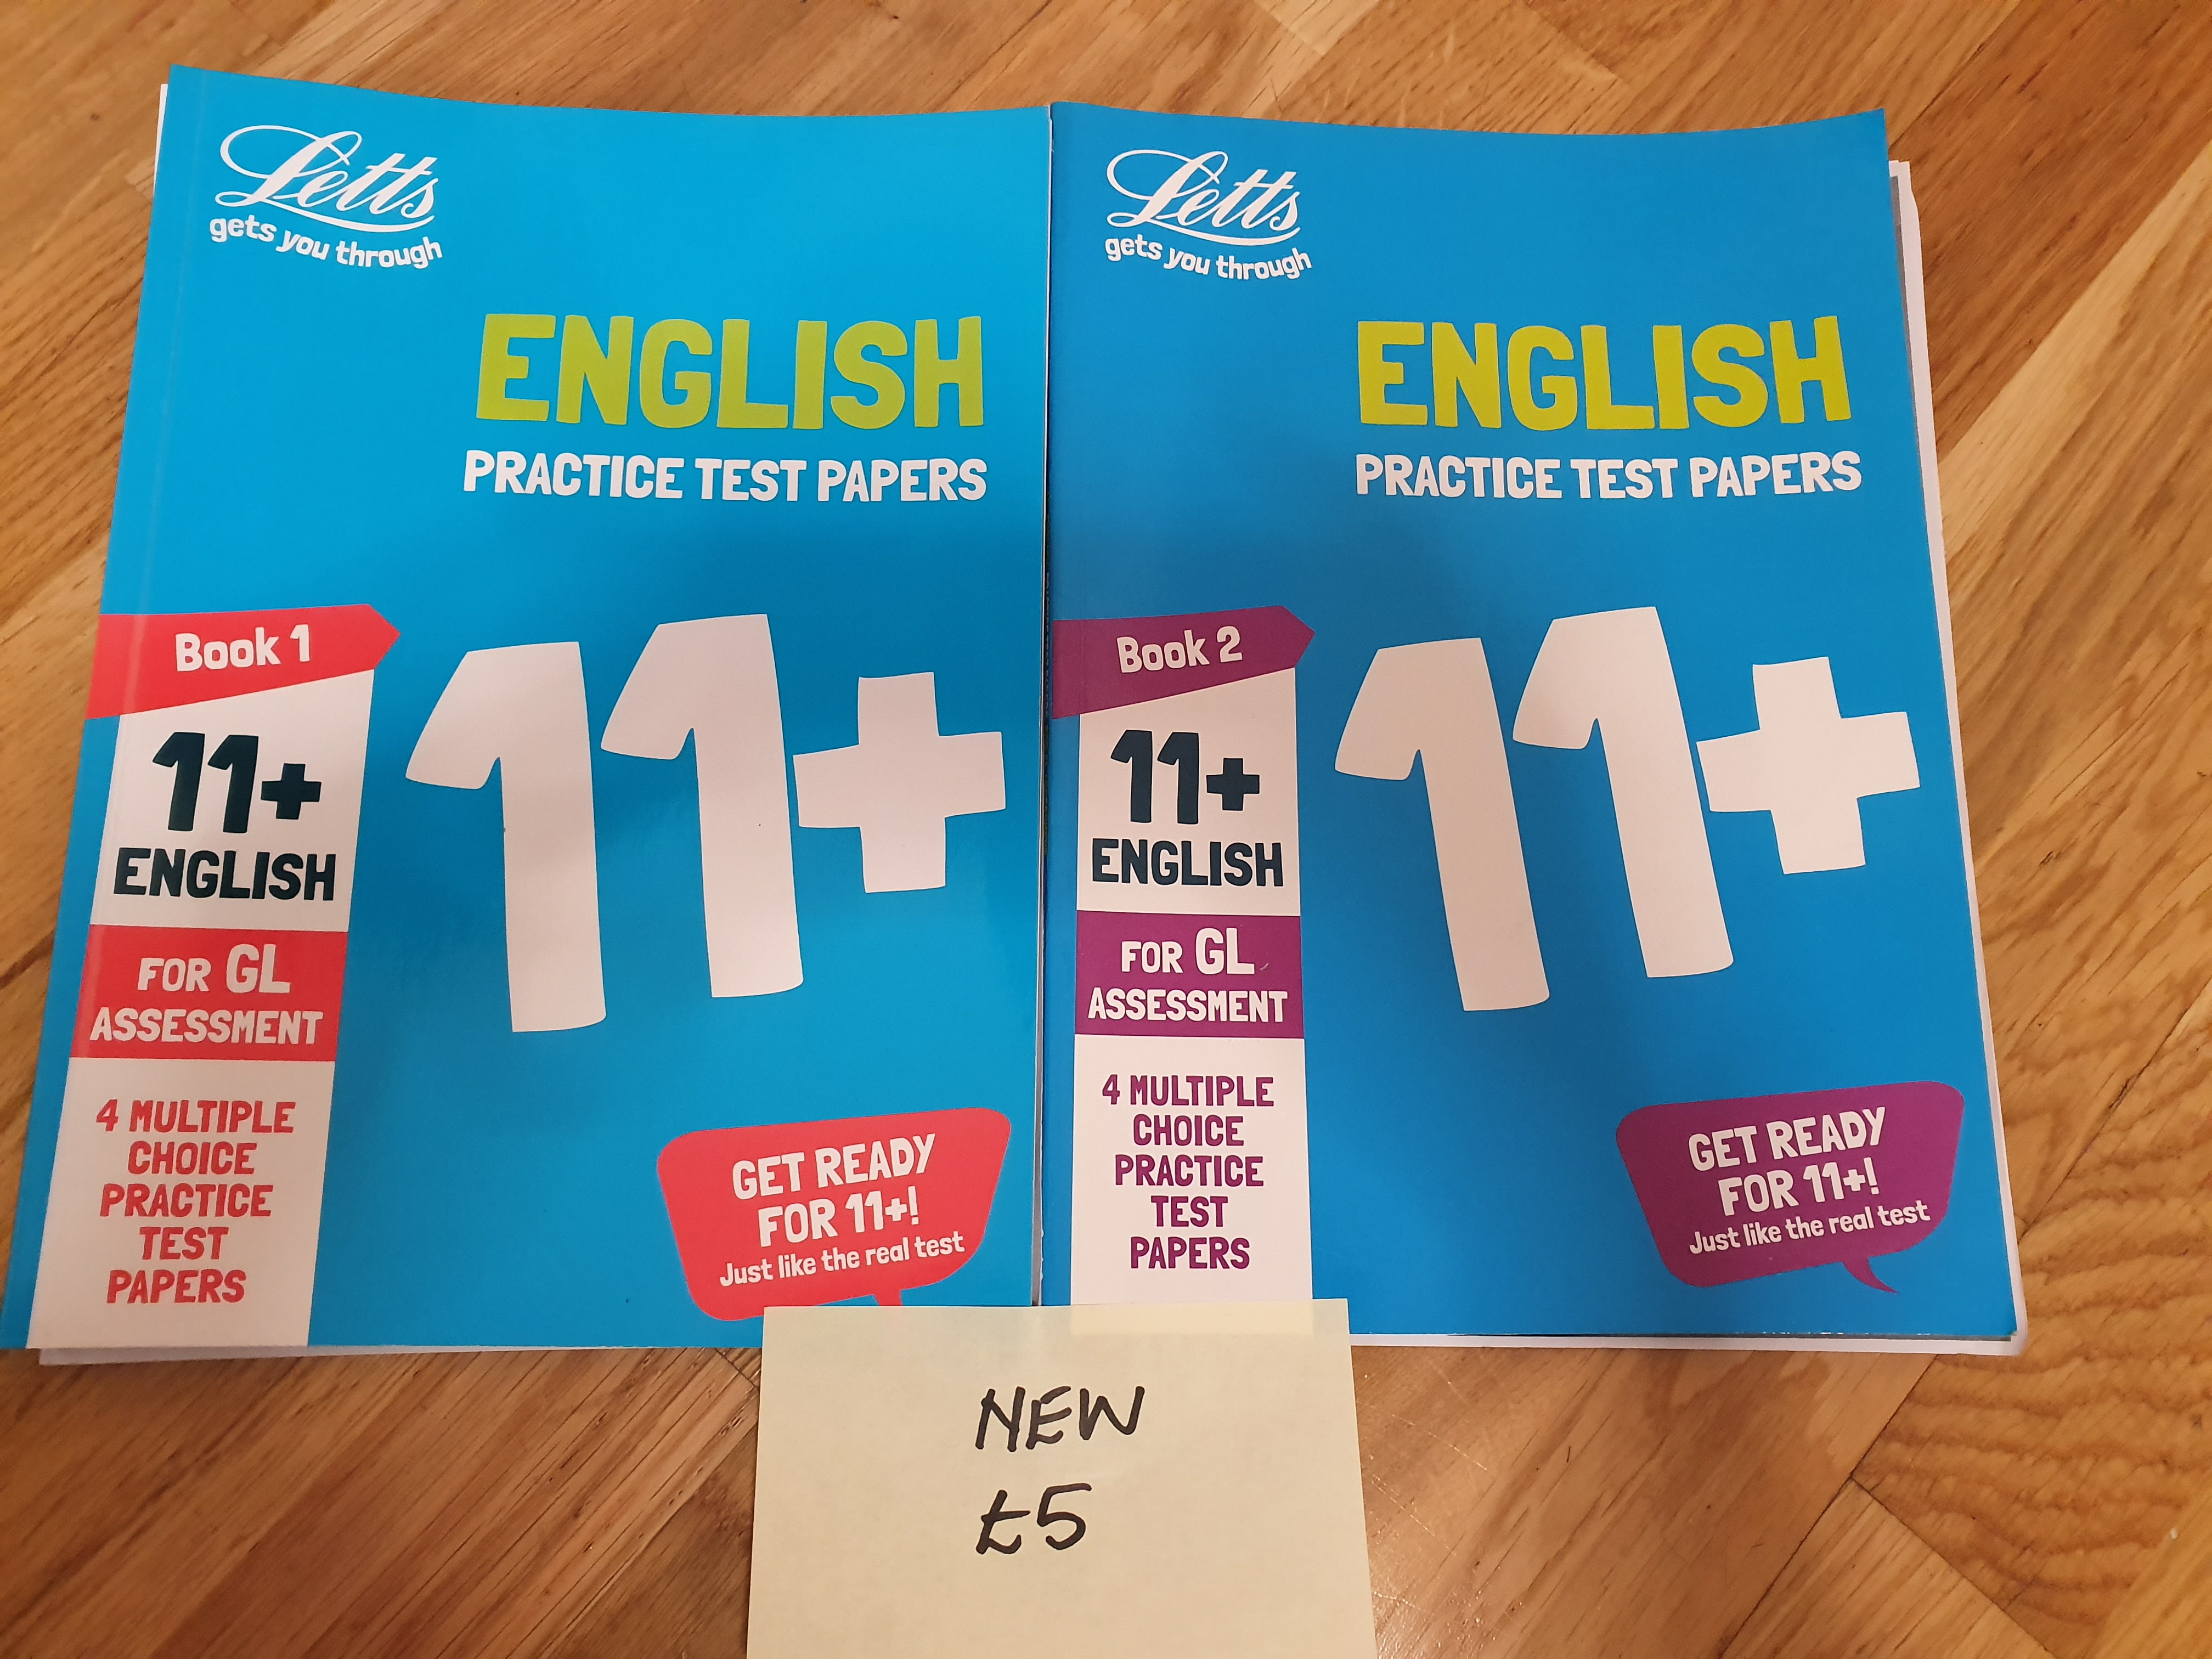 Letts
gets you through
ENGLISH
PRACTICE TEST PAPERS
Book 1
11+
ENGLISH
FOR GL
ASSESSMENT
4 MULTIPLE
CHOICE
PRACTICE
TEST
PAPERS
11+
GET READY
FOR 11+!
Just like the real test
Letts
gets you through
ENGLISH
PRACTICE TEST PAPERS
Book 2
11+
ENGLISH
FOR GL
ASSESSMENT
4 MULTIPLE
CHOICE
PRACTICE
TEST
PAPERS
11+
GET READY
FOR 11+!
Just like the real test
NEW
£5